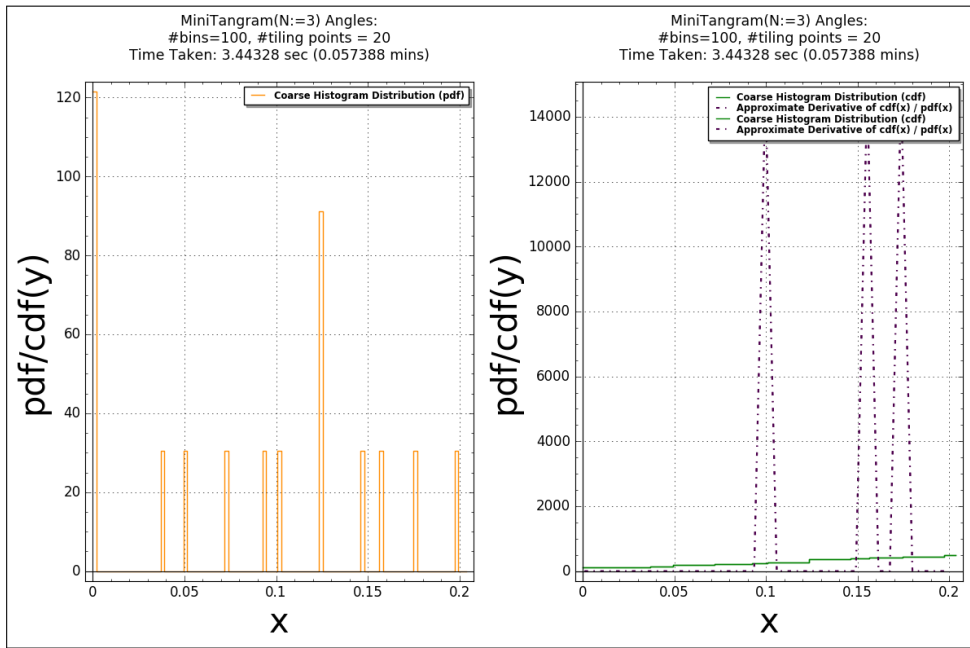 MiniTangram(N:=3) Angles:
#bins=100, #tiling points = 20
Time Taken: 3.44328 sec (0.057388 mins)
Coarse Histogram Distribution (pdf)
pdf/cdf(y)
120
100
80
60
40
20
0
0
0.05
0.1
0.15
0.2
x
MiniTangram(N:=3) Angles:
#bins=100, #tiling points = 20
Time Taken: 3.44328 sec (0.057388 mins)
Coarse Histogram Distribution (cdf)
Approximate Derivative of cdf(x) / pdf(x)
Coarse Histogram Distribution (cdf)
Approximate Derivative of cdf(x) / pdf(x)
pdf/cdf(y)
14000
12000
10000
8000
6000
4000
2000
500
0
0
0.05
0.1
0.15
0.2
x